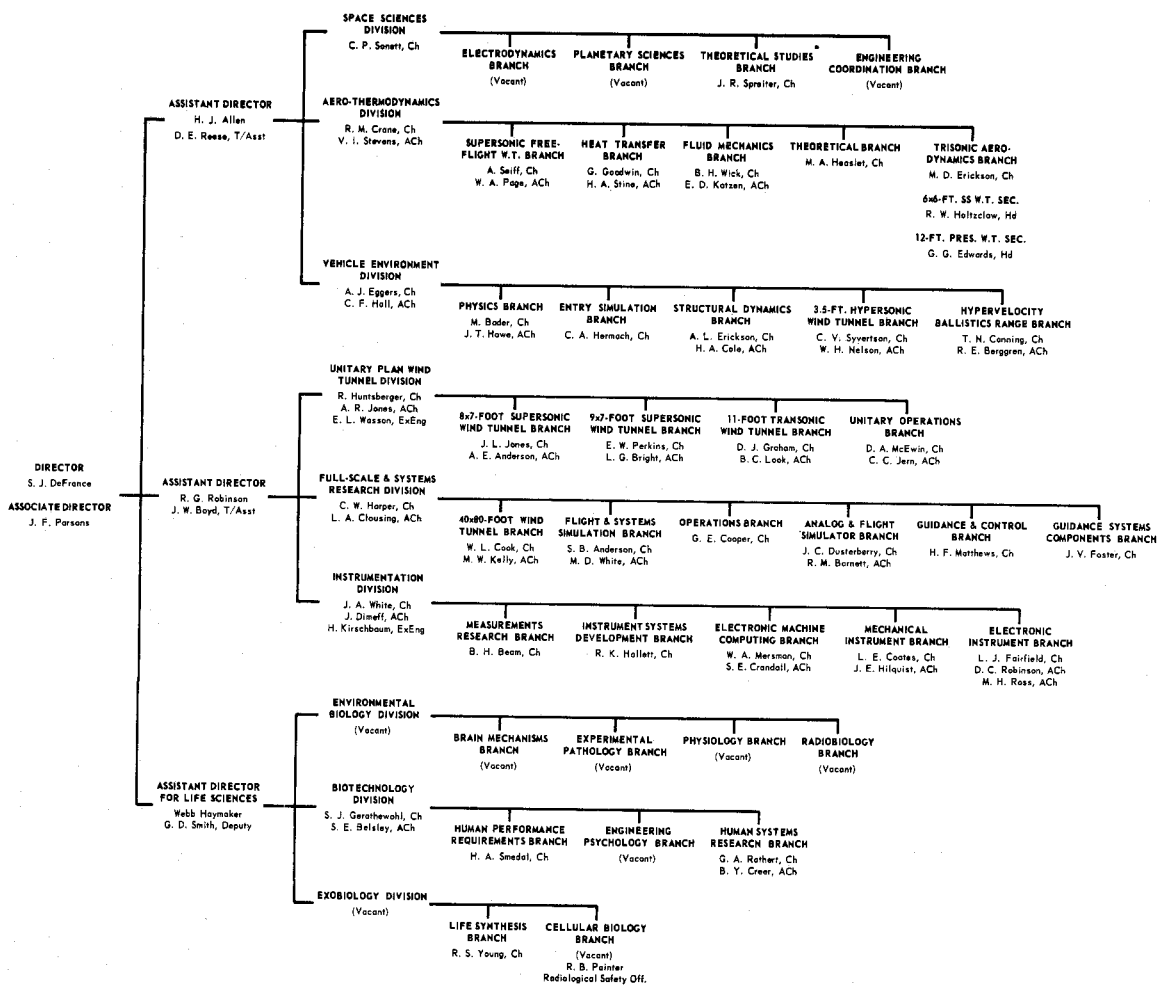 SPACE SCIENCES
DIVISION
C. P. Sonett, Ch
ELECTRODYNAMICS
BRANCH
(Vacant)
PLANETARY SCIENCES
BRANCH
(Vacant)
THEORETICAL STUDIES
BRANCH
J. R. Spreiter, Ch
ENGINEERING
COORDINATION BRANCH
(Vacant)
ASSISTANT DIRECTOR
H. J. Allen
D. E. Reese, T/Asst
AERO-THERMODYNAMICS
DIVISION
R. M. Crane, Ch
V. I. Stevens, ACh
SUPERSONIC FREE-
FLIGHT W.T. BRANCH
A. Seiff, Ch
W. A. Page, ACh
HEAT TRANSFER
BRANCH
G. Goodwin, Ch
H. A. Stine, ACh
FLUID MECHANICS
BRANCH
B. H. Wick, Ch
E. D. Katzen, ACh
THEORETICAL BRANCH
M. A. Heaslet, Ch
TRISONIC AERO-
DYNAMICS BRANCH
M. D. Erickson, Ch
6x6-FT. SS W.T. SEC.
R. W. Holtzclaw, Hd
12-FT. PRES. W.T. SEC.
G. G. Edwards, Hd
VEHICLE ENVIRONMENT
DIVISION
A. J. Eggers, Ch
C. F. Hall, ACh
PHYSICS BRANCH
M. Bader, Ch
J. T. Howe, ACh
ENTRY SIMULATION
BRANCH
C. A. Hermach, Ch
STRUCTURAL DYNAMICS
BRANCH
A. L. Erickson, Ch
H. A. Cole, ACh
3.5-FT. HYPERSONIC
WIND TUNNEL BRANCH
C. V. Syvertson, Ch
W. H. Nelson, ACh
HYPERVELOCITY
BALLISTICS RANGE BRANCH
T. N. Canning, Ch
R. E. Berggren, ACh
UNITARY PLAN WIND
TUNNEL DIVISION
R. Huntsberger, Ch
A. R. Jones, ACh
E. L. Wasson, ExEng
8x7-FOOT SUPERSONIC
WIND TUNNEL BRANCH
J. L. Jones, Ch
A. E. Anderson, ACh
9x7-FOOT SUPERSONIC
WIND TUNNEL BRANCH
E. W. Perkins, Ch
L. G. Bright, ACh
11-FOOT TRANSONIC
WIND TUNNEL BRANCH
D. J. Graham, Ch
B. C. Look, ACh
UNITARY OPERATIONS
BRANCH
D. A. McEwin, Ch
C. C. Jern, ACh
DIRECTOR
S. J. DeFrance
ASSOCIATE DIRECTOR
J. F. Parsons
ASSISTANT DIRECTOR
R. G. Robinson
J. W. Boyd, T/Asst
FULL-SCALE & SYSTEMS
RESEARCH DIVISION
C. W. Harper, Ch
L. A. Clousing, ACh
40x80-FOOT WIND
TUNNEL BRANCH
W. L. Cook, Ch
M. W. Kelly, ACh
FLIGHT & SYSTEMS
SIMULATION BRANCH
S. B. Anderson, Ch
M. D. White, ACh
OPERATIONS BRANCH
G. E. Cooper, Ch
ANALOG & FLIGHT
SIMULATOR BRANCH
J. C. Dusterberry, Ch
R. M. Barnett, ACh
GUIDANCE & CONTROL
BRANCH
H. F. Matthews, Ch
GUIDANCE SYSTEMS
COMPONENTS BRANCH
J. V. Foster, Ch
INSTRUMENTATION
DIVISION
J. A. White, Ch
J. Dimeff, ACh
H. Kirschbaum, ExEng
MEASUREMENTS
RESEARCH BRANCH
B. H. Beam, Ch
INSTRUMENT SYSTEMS
DEVELOPMENT BRANCH
R. K. Hallett, Ch
ELECTRONIC MACHINE
COMPUTING BRANCH
W. A. Mersman, Ch
S. E. Crandall, ACh
MECHANICAL
INSTRUMENT BRANCH
L. E. Coates, Ch
J. E. Hilquist, ACh
ELECTRONIC
INSTRUMENT BRANCH
L. J. Fairfield, Ch
D. C. Robinson, ACh
M. H. Ross, ACh
ENVIRONMENTAL
BIOLOGY DIVISION
(Vacant)
BRAIN MECHANISMS
BRANCH
(Vacant)
EXPERIMENTAL
PATHOLOGY BRANCH
(Vacant)
PHYSIOLOGY BRANCH
(Vacant)
RADIOBIOLOGY
BRANCH
(Vacant)
ASSISTANT DIRECTOR
FOR LIFE SCIENCES
Webb Haymaker
G. D. Smith, Deputy
BIOTECHNOLOGY
DIVISION
S. J. Gerathewohl, Ch
S. E. Belsley, ACh
HUMAN PERFORMANCE
REQUIREMENTS BRANCH
H. A. Smedal, Ch
ENGINEERING
PSYCHOLOGY BRANCH
(Vacant)
HUMAN SYSTEMS
RESEARCH BRANCH
G. A. Rathert, Ch
B. Y. Creer, ACh
EXOBIOLOGY DIVISION
(Vacant)
LIFE SYNTHESIS
BRANCH
R. S. Young, Ch
CELLULAR BIOLOGY
BRANCH
(Vacant)
R. B. Painter
Radiological Safety Off.